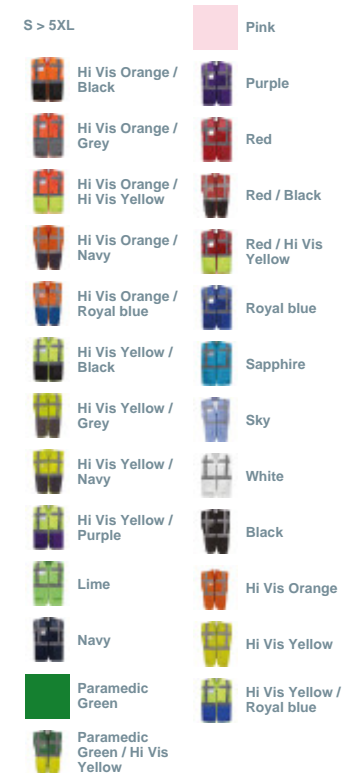 S > 5XL
Hi Vis Orange /
Black
Hi Vis Orange /
Grey
Hi Vis Orange /
Hi Vis Yellow
Hi Vis Orange /
Navy
Hi Vis Orange /
Royal blue
Hi Vis Yellow /
Black
Hi Vis Yellow /
Grey
Hi Vis Yellow /
Navy
Hi Vis Yellow /
Purple
Lime
Navy
Paramedic
Green
Paramedic
Green / Hi Vis
Yellow
Pink
Purple
Red
Red / Black
Red / Hi Vis
Yellow
Royal blue
Sapphire
Sky
White
Black
Hi Vis Orange
Hi Vis Yellow
Hi Vis Yellow /
Royal blue